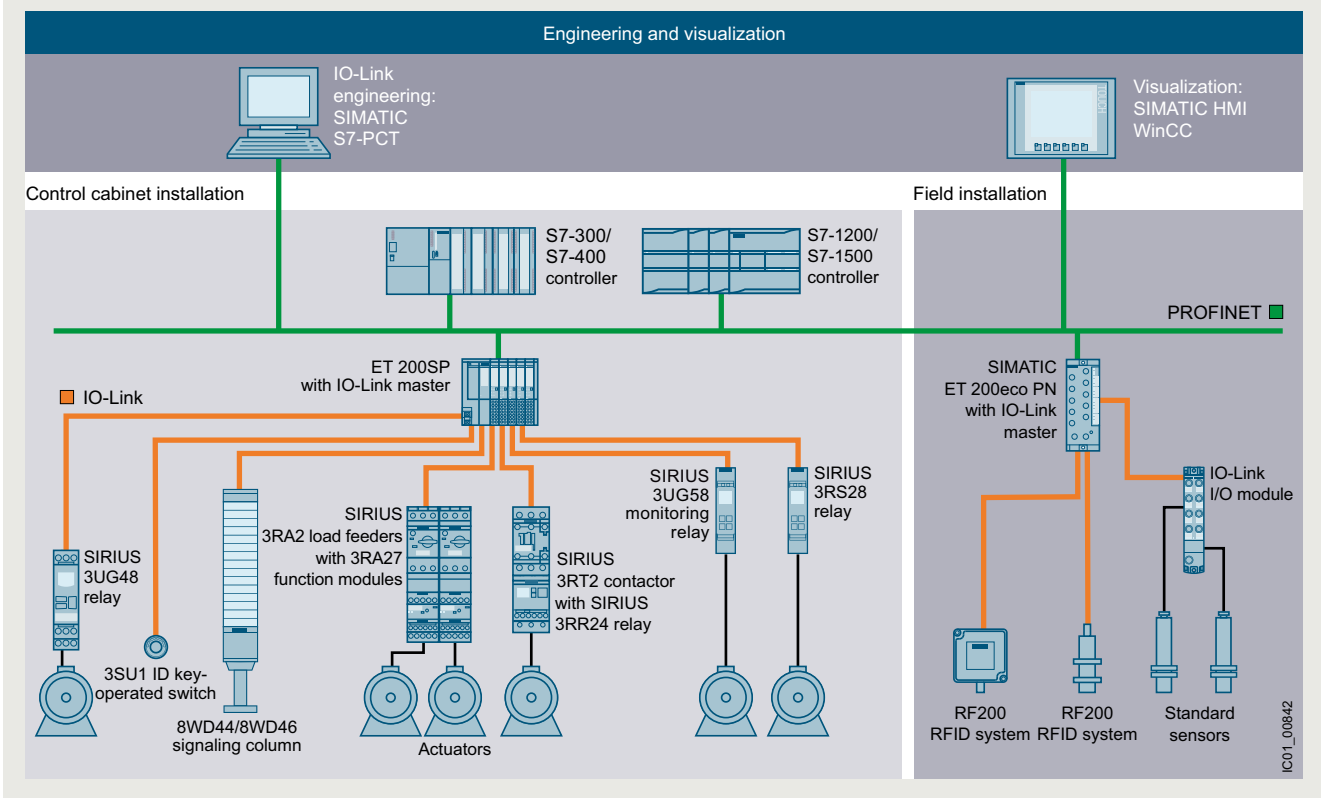 Engineering and visualization
IO-Link
engineering:
SIMATIC
S7-PCT
Visualization:
SIMATIC HMI
WinCC
Control cabinet installation
Field installation
S7-300/
S7-400
controller
S7-1200/
S7-1500
controller
PROFINET
ET 200SP
with IO-Link master
IO-Link
SIMATIC
ET 200eco PN
with IO-Link
master
IO-Link
I/O module
SIRIUS
3UG48
relay
3SU1 ID key-
operated switch
8WD44/8WD46
signaling column
SIRIUS
3RA2 load feeders
with 3RA27
function modules
SIRIUS
3RT2 contactor
with SIRIUS
3RR24 relay
SIRIUS
3UG58
monitoring
relay
SIRIUS
3RS28
relay
Actuators
RF200
RFID system
RF200
RFID system
Standard
sensors
IC01_00842